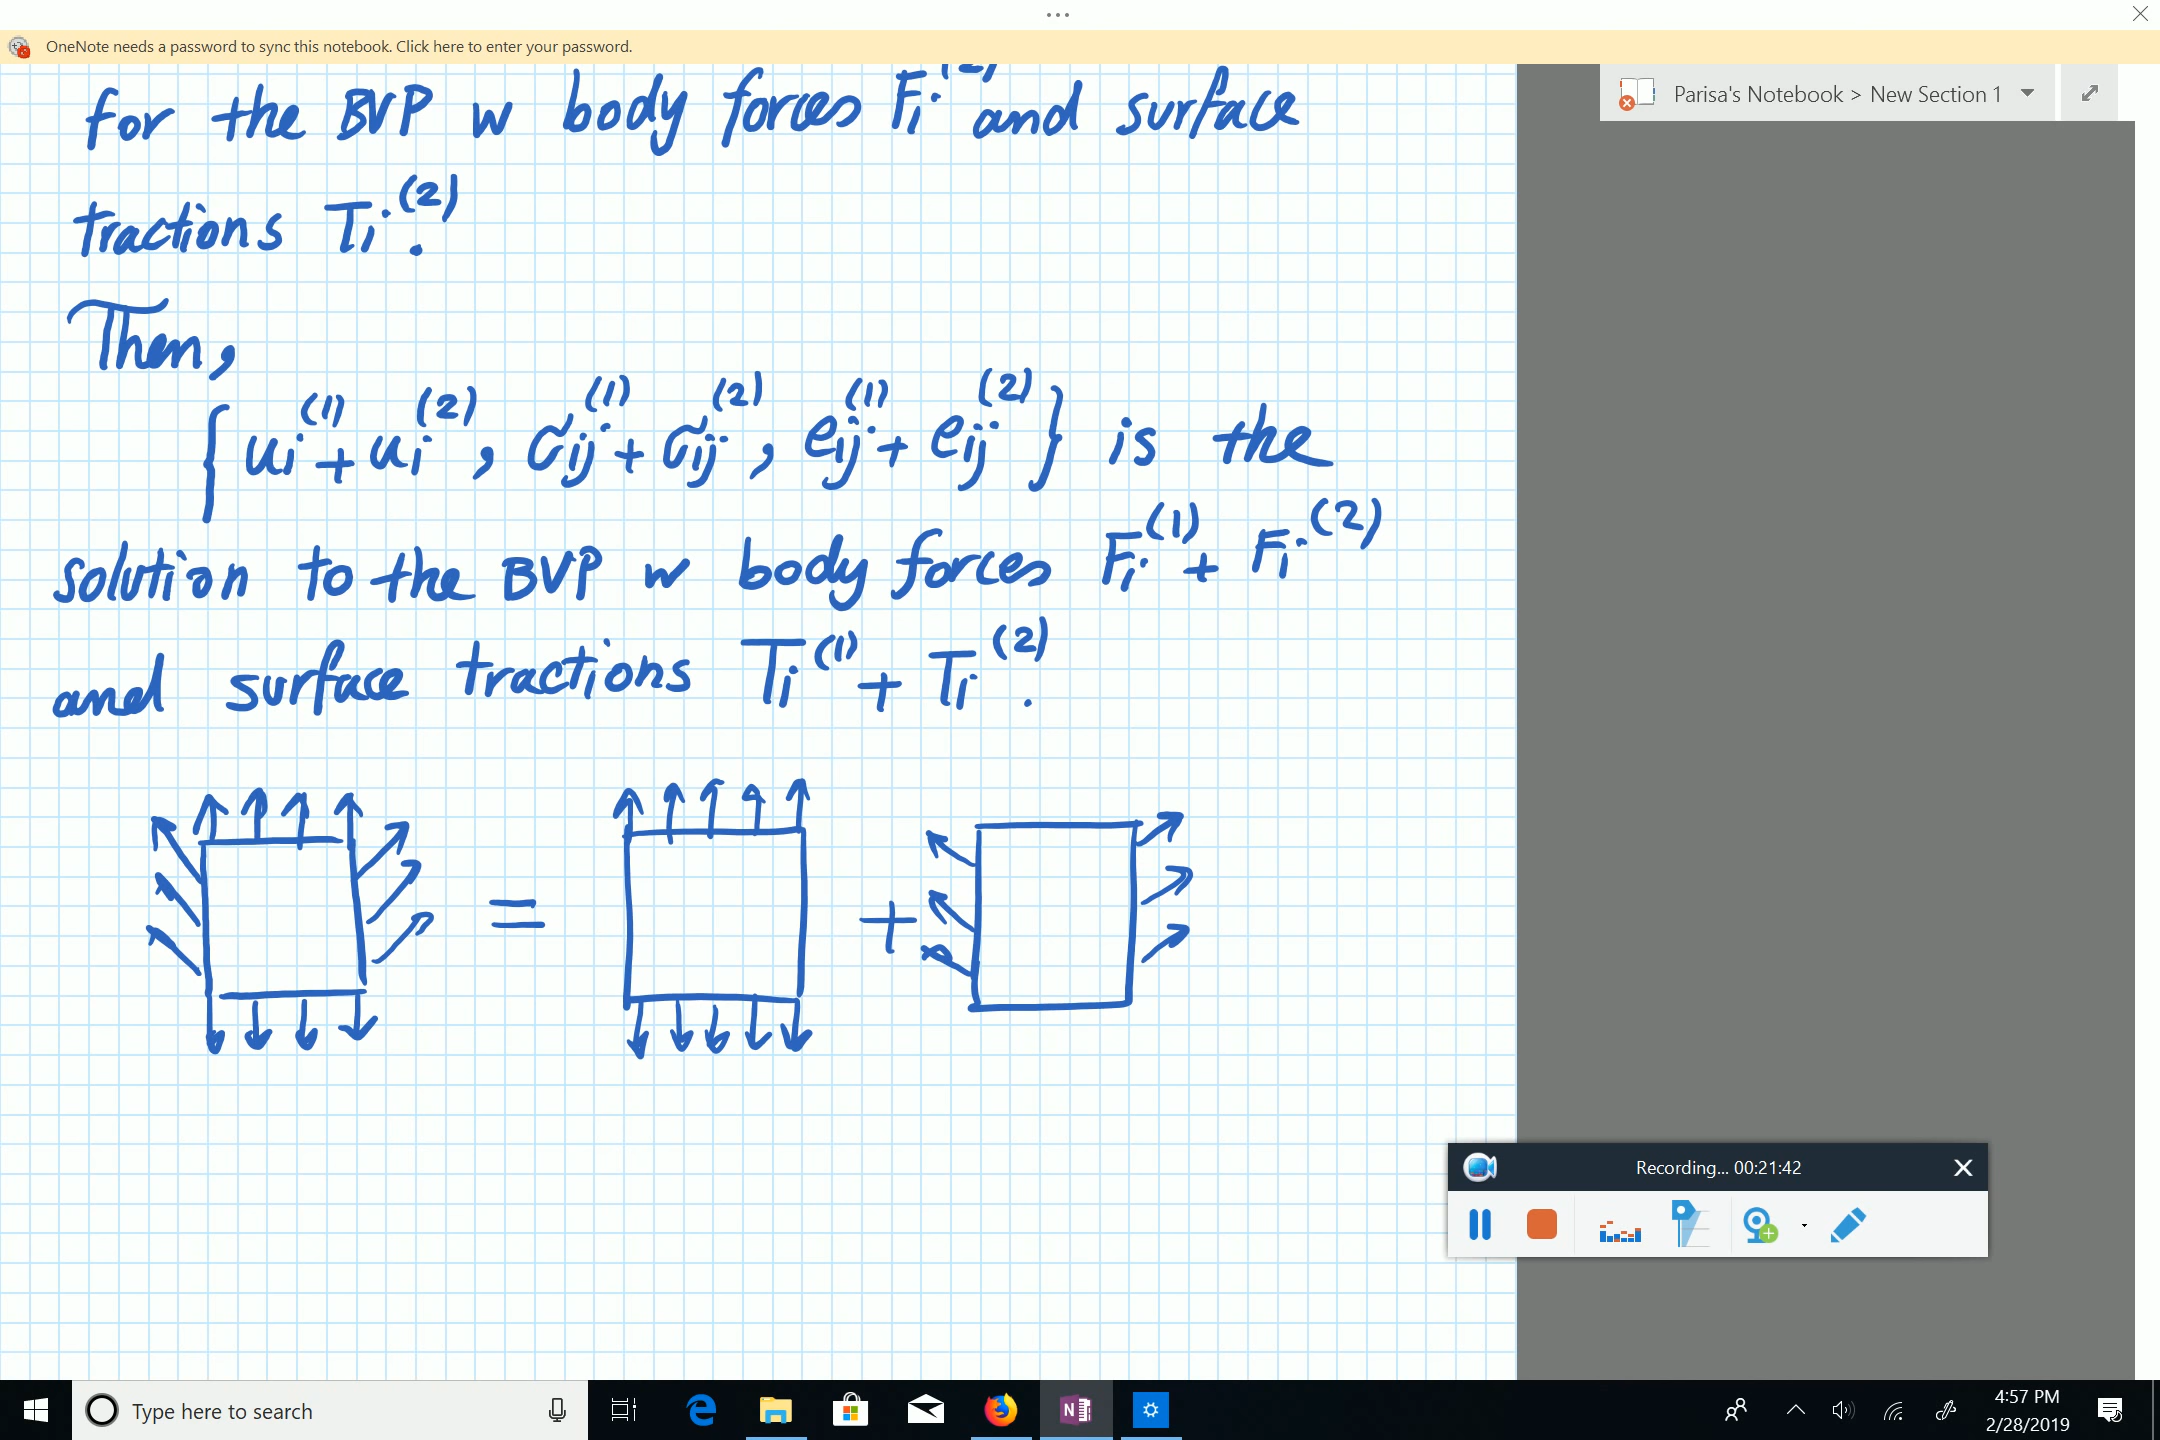 OneNote needs a password to sync this notebook. Click here to enter your password.
Parisa's Notebook > New Section 1
for the BVP w body forces Fi^(2) and surface
tractions Ti^(2).
Then,
{ ui^(1) + ui^(2) , σij^(1) + σij^(2) , eij^(1) + eij^(2) } is the
solution to the BVP w body forces Fi^(1) + Fi^(2)
and surface tractions Ti^(1) + Ti^(2) .
= +
Recording... 00:21:42
Type here to search
4:57 PM
2/28/2019